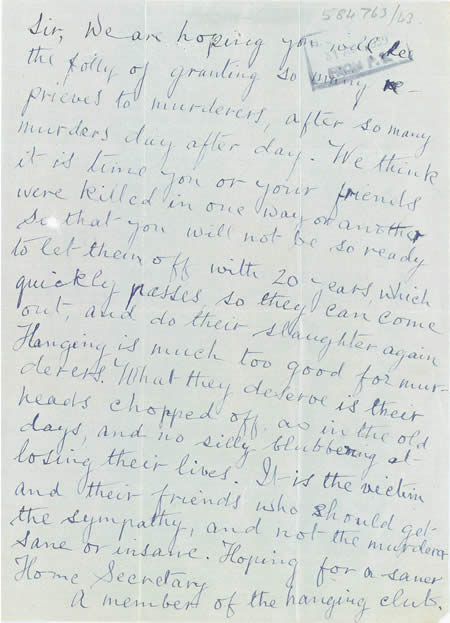 584763/63.
FROM P.
Sir, We are hoping you will see
the folly of granting so many re-
prieves to murderers, after so many
murders day after day. We think
it is time you or your friends
were killed in one way or another
so that you will not be so ready
to let them off with 20 years, which
quickly passes, so they can come
out, and do their slaughter again
Hanging is much too good for mur-
derers. What they deserve is their
heads chopped off as in the old
days, and no silly blubbering at
losing their lives. It is the victim
and their friends who should get
the sympathy, and not the murderer
sane or insane. Hoping for a saner
Home Secretary
A member of the hanging club.